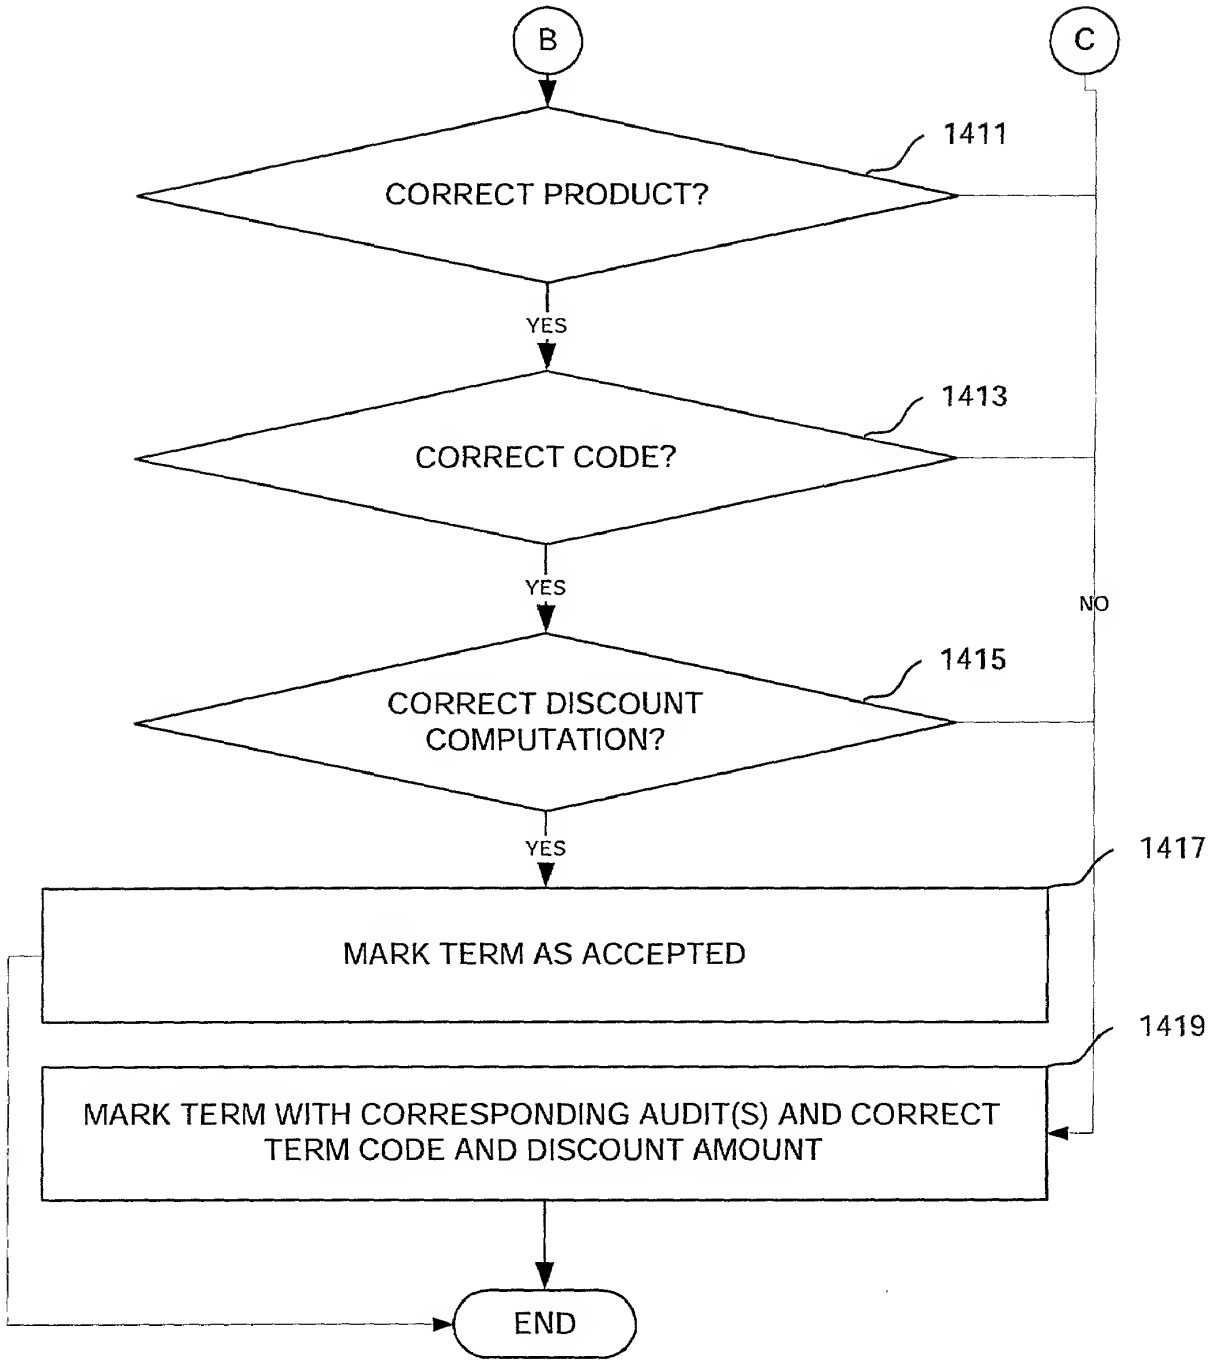 B
C
1411
CORRECT PRODUCT?
YES
1413
CORRECT CODE?
YES
NO
1415
CORRECT DISCOUNT
COMPUTATION?
YES
1417
MARK TERM AS ACCEPTED
1419
MARK TERM WITH CORRESPONDING AUDIT(S) AND CORRECT
TERM CODE AND DISCOUNT AMOUNT
END